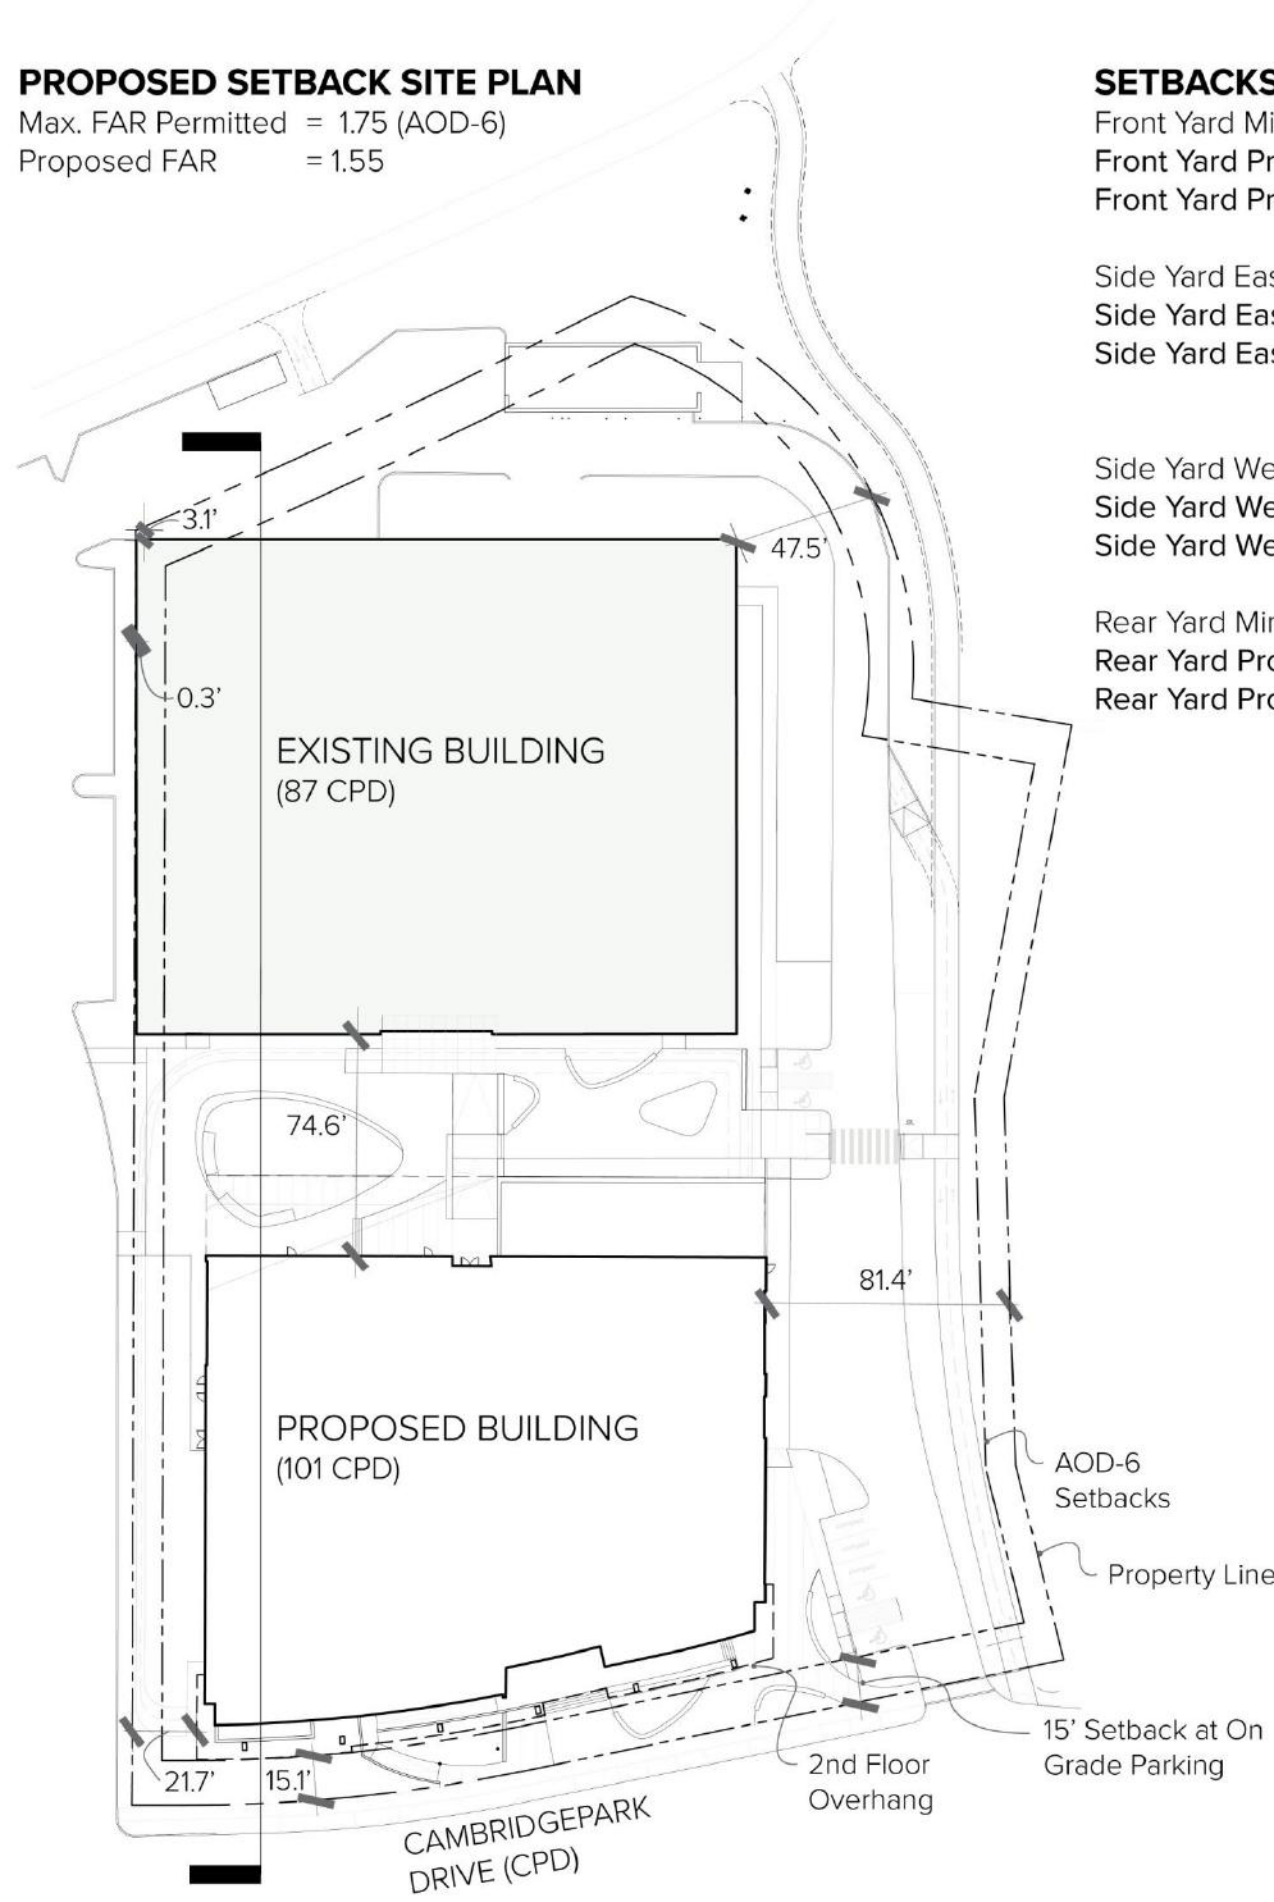 PROPOSED SETBACK SITE PLAN
Max. FAR Permitted = 1.75 (AOD-6)
Proposed FAR = 1.55
SETBACKS
Front Yard Mi
Front Yard Pr
Front Yard Pr
Side Yard Eas
Side Yard Eas
Side Yard Eas
Side Yard We
Side Yard We
Side Yard We
Rear Yard Min
Rear Yard Pro
Rear Yard Pro
3.1'
47.5'
0.3'
EXISTING BUILDING
(87 CPD)
74.6'
81.4'
PROPOSED BUILDING
(101 CPD)
AOD-6
Setbacks
Property Line
15' Setback at On
Grade Parking
2nd Floor
Overhang
21.7'
15.1'
CAMBRIDGEPARK
DRIVE (CPD)